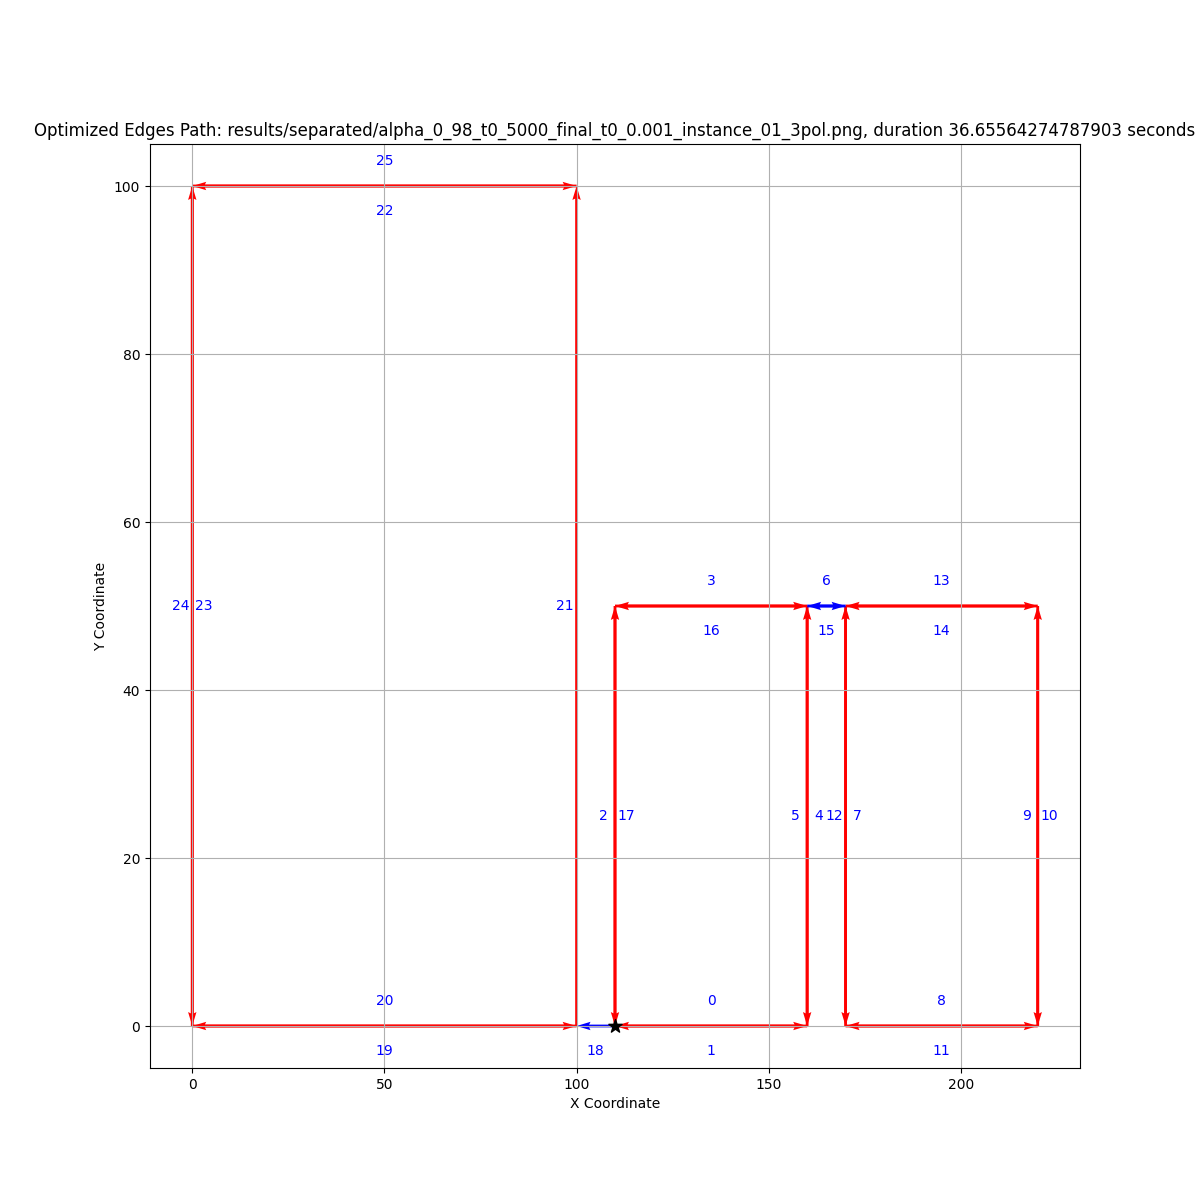 Optimized Edges Path: results/separated/alpha_0_98_t0_5000_final_t0_0.001_instance_01_3pol.png, duration 36.65564274787903 seconds
25
100
22
80
60
3 6 13
16 15 14
24 23 21
Y Coordinate
40
2 17 5 4 12 7 9 10
20
20 0 8
0
19 18 1 11
0 50 100 150 200
X Coordinate